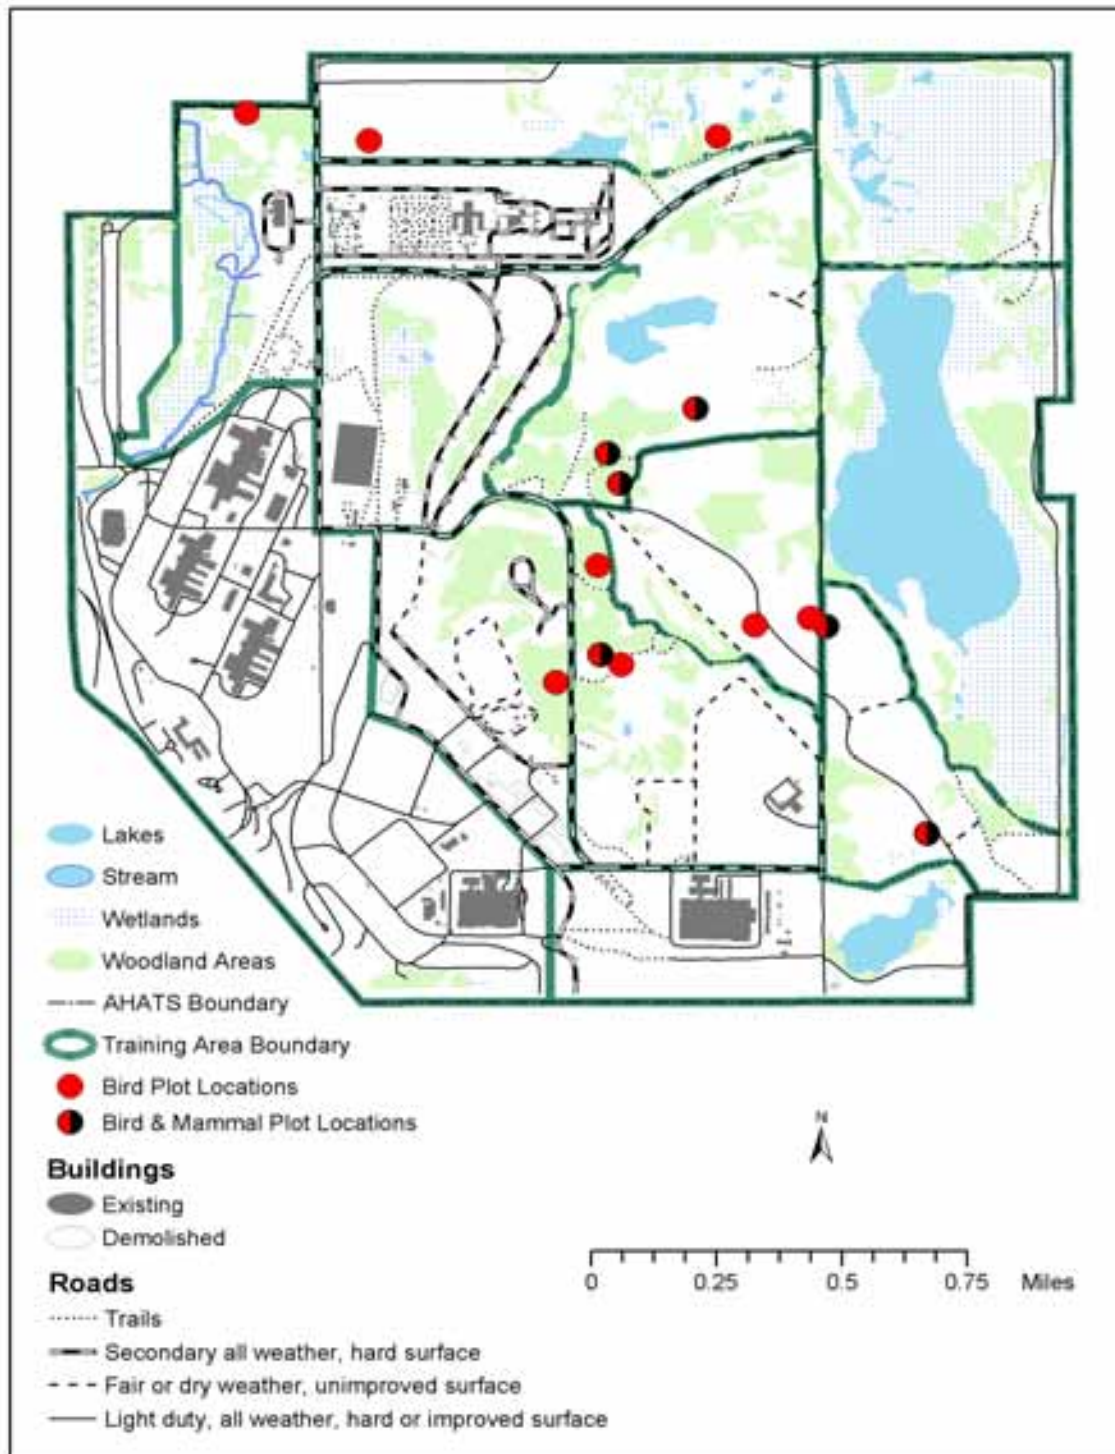 Lakes
Stream
Wetlands
Woodland Areas
AHATS Boundary
Training Area Boundary
Bird Plot Locations
Bird & Mammal Plot Locations
N
Buildings
Existing
Demolished
0 0.25 0.5 0.75 Miles
Roads
Trails
Secondary all weather, hard surface
Fair or dry weather, unimproved surface
Light duty, all weather, hard or improved surface